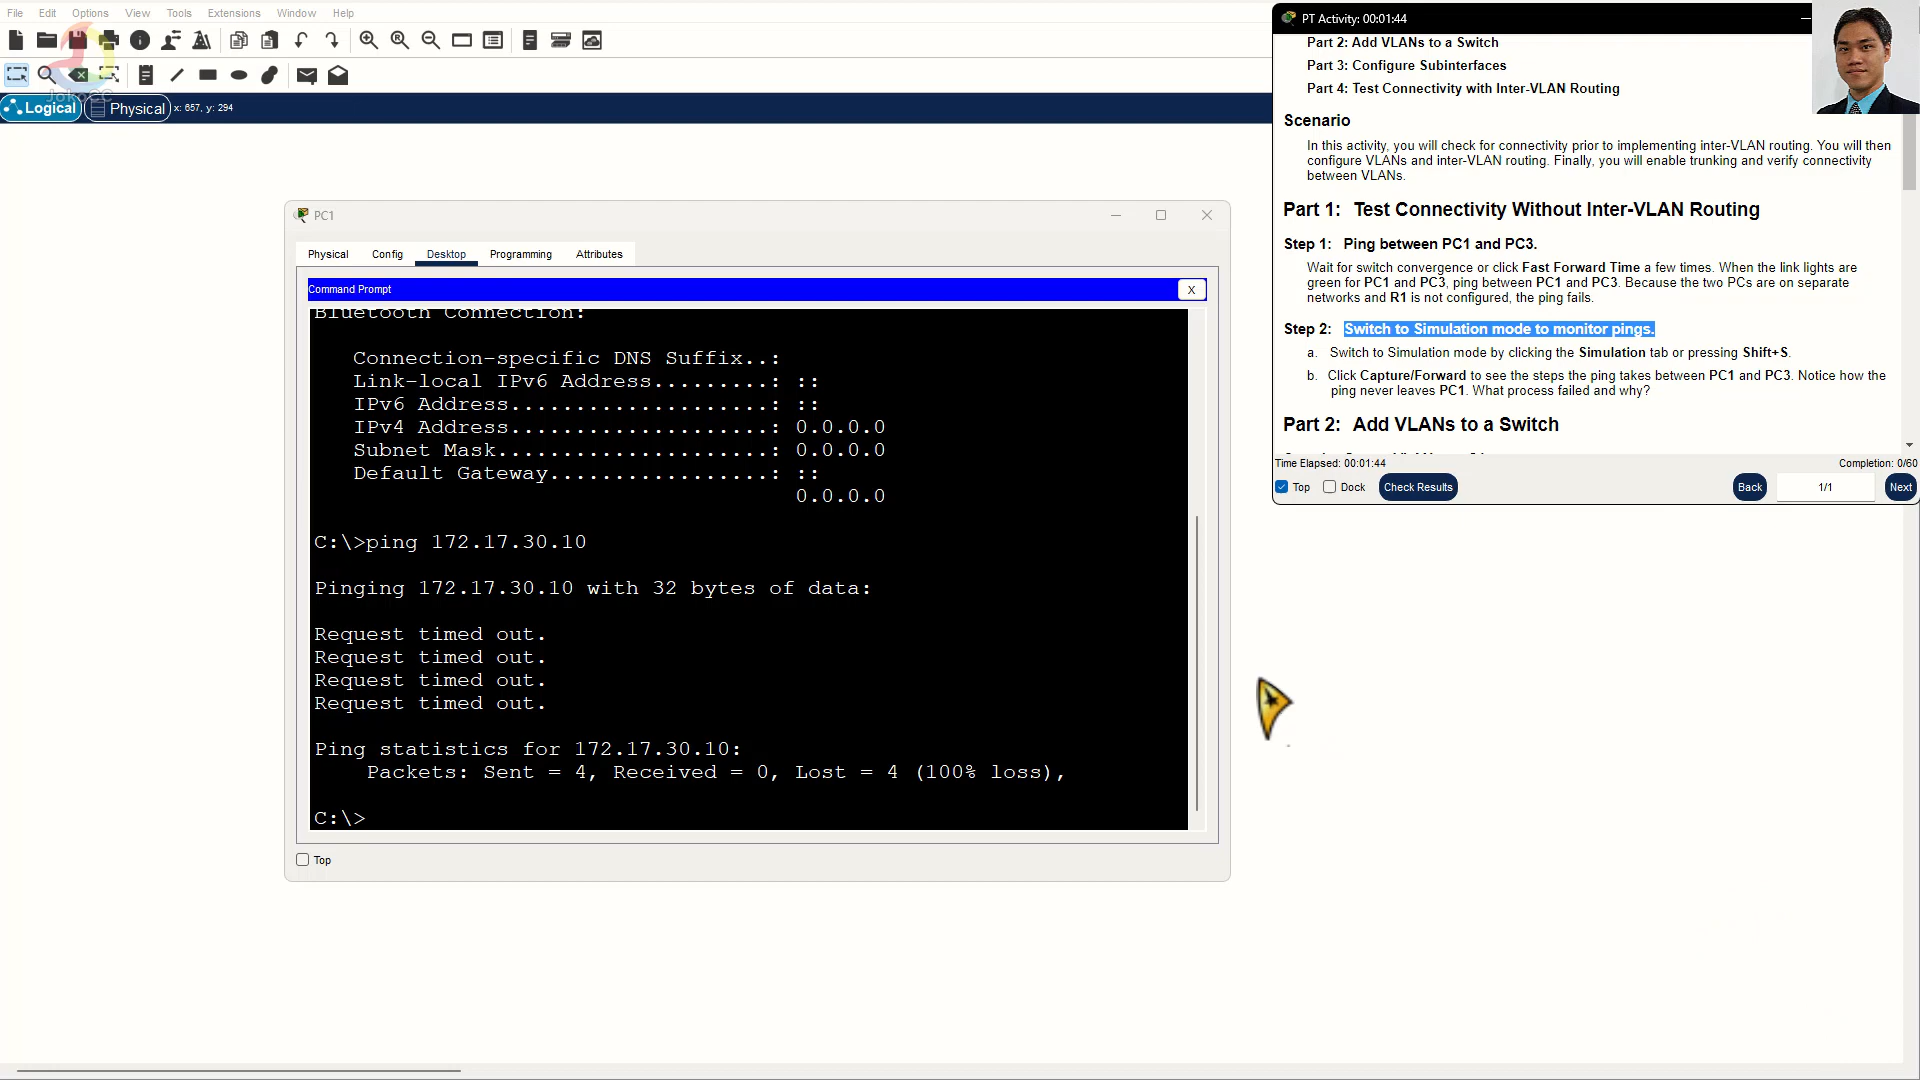 File Edit Options View Tools Extensions Window Help
JokoCC
Logical Physical x: 657, y: 294
PC1
Physical Config Desktop Programming Attributes
Command Prompt X
Bluetooth Connection:
Connection-specific DNS Suffix..:
Link-local IPv6 Address.........: ::
IPv6 Address....................: ::
IPv4 Address....................: 0.0.0.0
Subnet Mask.....................: 0.0.0.0
Default Gateway.................: ::
0.0.0.0
C:\>ping 172.17.30.10
Pinging 172.17.30.10 with 32 bytes of data:
Request timed out.
Request timed out.
Request timed out.
Request timed out.
Ping statistics for 172.17.30.10:
Packets: Sent = 4, Received = 0, Lost = 4 (100% loss),
C:\>
Top
PT Activity: 00:01:44
Part 2: Add VLANs to a Switch
Part 3: Configure Subinterfaces
Part 4: Test Connectivity with Inter-VLAN Routing
Scenario
In this activity, you will check for connectivity prior to implementing inter-VLAN routing. You will then
configure VLANs and inter-VLAN routing. Finally, you will enable trunking and verify connectivity
between VLANs.
Part 1: Test Connectivity Without Inter-VLAN Routing
Step 1: Ping between PC1 and PC3.
Wait for switch convergence or click Fast Forward Time a few times. When the link lights are
green for PC1 and PC3, ping between PC1 and PC3. Because the two PCs are on separate
networks and R1 is not configured, the ping fails.
Step 2: Switch to Simulation mode to monitor pings.
a. Switch to Simulation mode by clicking the Simulation tab or pressing Shift+S.
b. Click Capture/Forward to see the steps the ping takes between PC1 and PC3. Notice how the
ping never leaves PC1. What process failed and why?
Part 2: Add VLANs to a Switch
Time Elapsed: 00:01:44 Completion: 0/60
Top Dock Check Results Back 1/1 Next